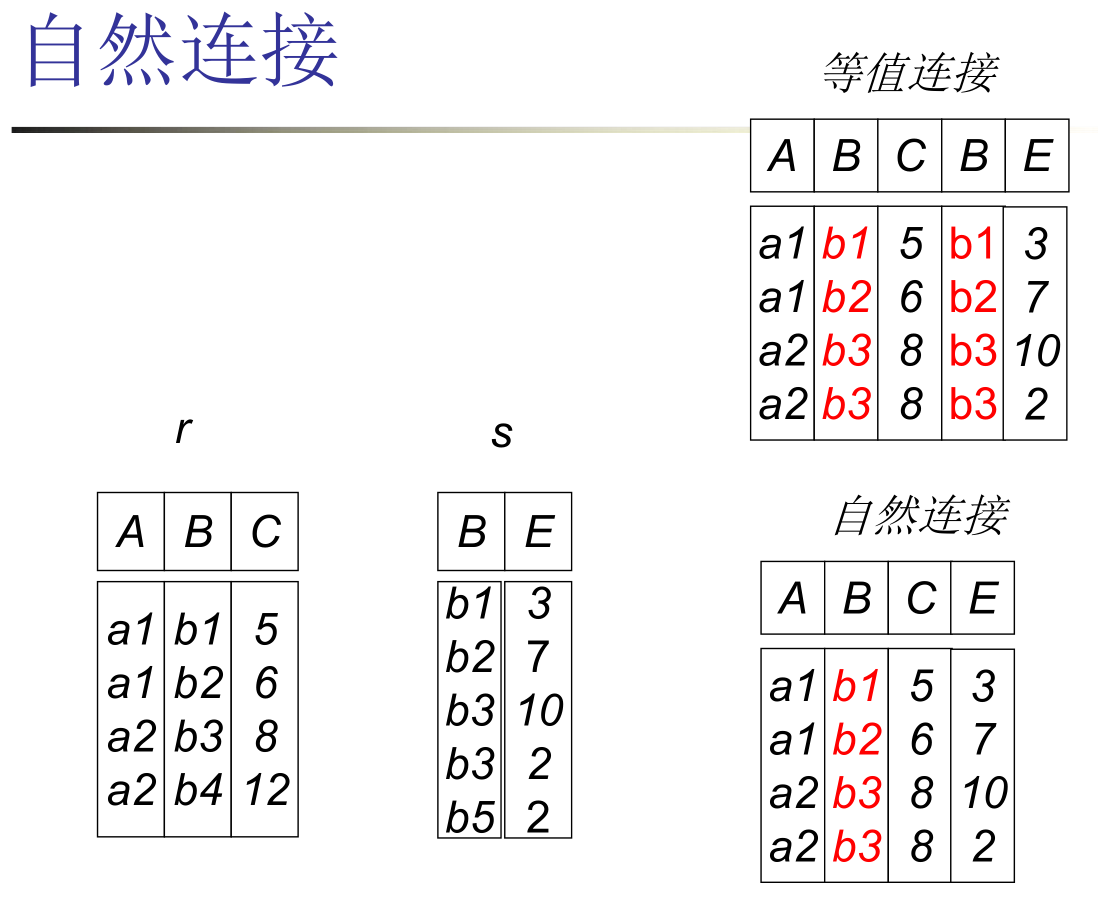 自然连接
等值连接
A B C B E
a1 b1 5 b1 3
a1 b2 6 b2 7
a2 b3 8 b3 10
a2 b3 8 b3 2
r
A B C
a1 b1 5
a1 b2 6
a2 b3 8
a2 b4 12
s
B E
b1 3
b2 7
b3 10
b3 2
b5 2
自然连接
A B C E
a1 b1 5 3
a1 b2 6 7
a2 b3 8 10
a2 b3 8 2